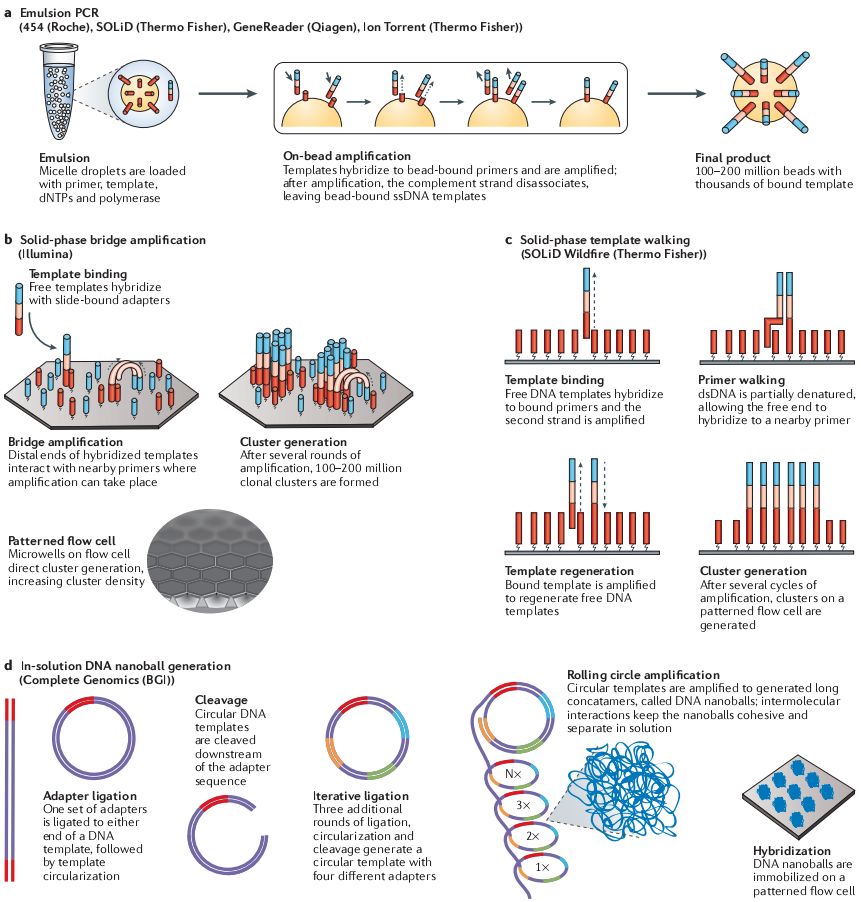 a Emulsion PCR
(454 (Roche), SOLiD (Thermo Fisher), GeneReader (Qiagen), Ion Torrent (Thermo Fisher))
Emulsion
Micelle droplets are loaded
with primer, template,
dNTPs and polymerase
On-bead amplification
Templates hybridize to bead-bound primers and are amplified;
after amplification, the complement strand disassociates,
leaving bead-bound ssDNA templates
Final product
100–200 million beads with
thousands of bound template
b Solid-phase bridge amplification
(Illumina)
Template binding
Free templates hybridize
with slide-bound adapters
Bridge amplification
Distal ends of hybridized templates
interact with nearby primers where
amplification can take place
Cluster generation
After several rounds of
amplification, 100–200 million
clonal clusters are formed
Patterned flow cell
Microwells on flow cell
direct cluster generation,
increasing cluster density
c Solid-phase template walking
(SOLiD Wildfire (Thermo Fisher))
Template binding
Free DNA templates hybridize
to bound primers and the
second strand is amplified
Primer walking
dsDNA is partially denatured,
allowing the free end to
hybridize to a nearby primer
Template regeneration
Bound template is amplified
to regenerate free DNA
templates
Cluster generation
After several cycles of
amplification, clusters on a
patterned flow cell are
generated
d In-solution DNA nanoball generation
(Complete Genomics (BGI))
Adapter ligation
One set of adapters
is ligated to either
end of a DNA
template, followed
by template
circularization
Cleavage
Circular DNA
templates
are cleaved
downstream
of the adapter
sequence
Iterative ligation
Three additional
rounds of ligation,
circularization and
cleavage generate a
circular template with
four different adapters
Rolling circle amplification
Circular templates are amplified to generated long
concatamers, called DNA nanoballs; intermolecular
interactions keep the nanoballs cohesive and
separate in solution
N×
3×
2×
1×
Hybridization
DNA nanoballs are
immobilized on a
patterned flow cell